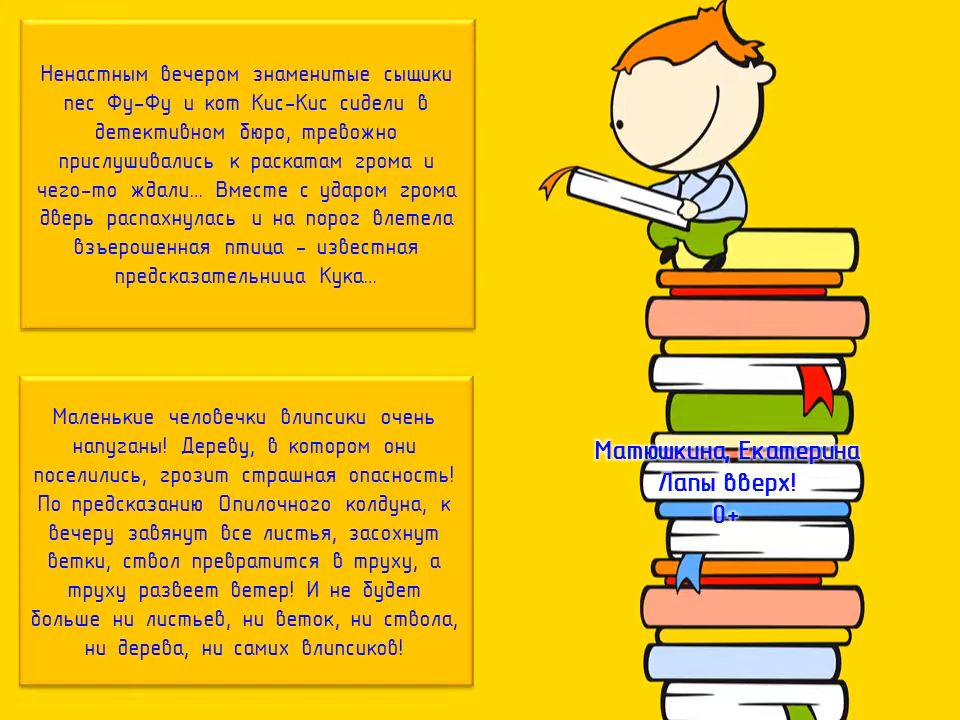 Ненастным вечером знаменитые сыщики
пес Фу-Фу и кот Кис-Кис сидели в
детективном бюро, тревожно
прислушивались к раскатам грома и
чего-то ждали... Вместе с ударом грома
дверь распахнулась и на порог влетела
взъерошенная птица - известная
предсказательница Кука...
Маленькие человечки влипсики очень
напуганы! Дереву, в котором они
поселились, грозит страшная опасность!
По предсказанию Опилочного колдуна, к
вечеру завянут все листья, засохнут
ветки, ствол превратится в труху, а
труху развеет ветер! И не будет
больше ни листьев, ни веток, ни ствола,
ни дерева, ни самих влипсиков!
Матюшкина, Екатерина
Лапы вверх!
0+